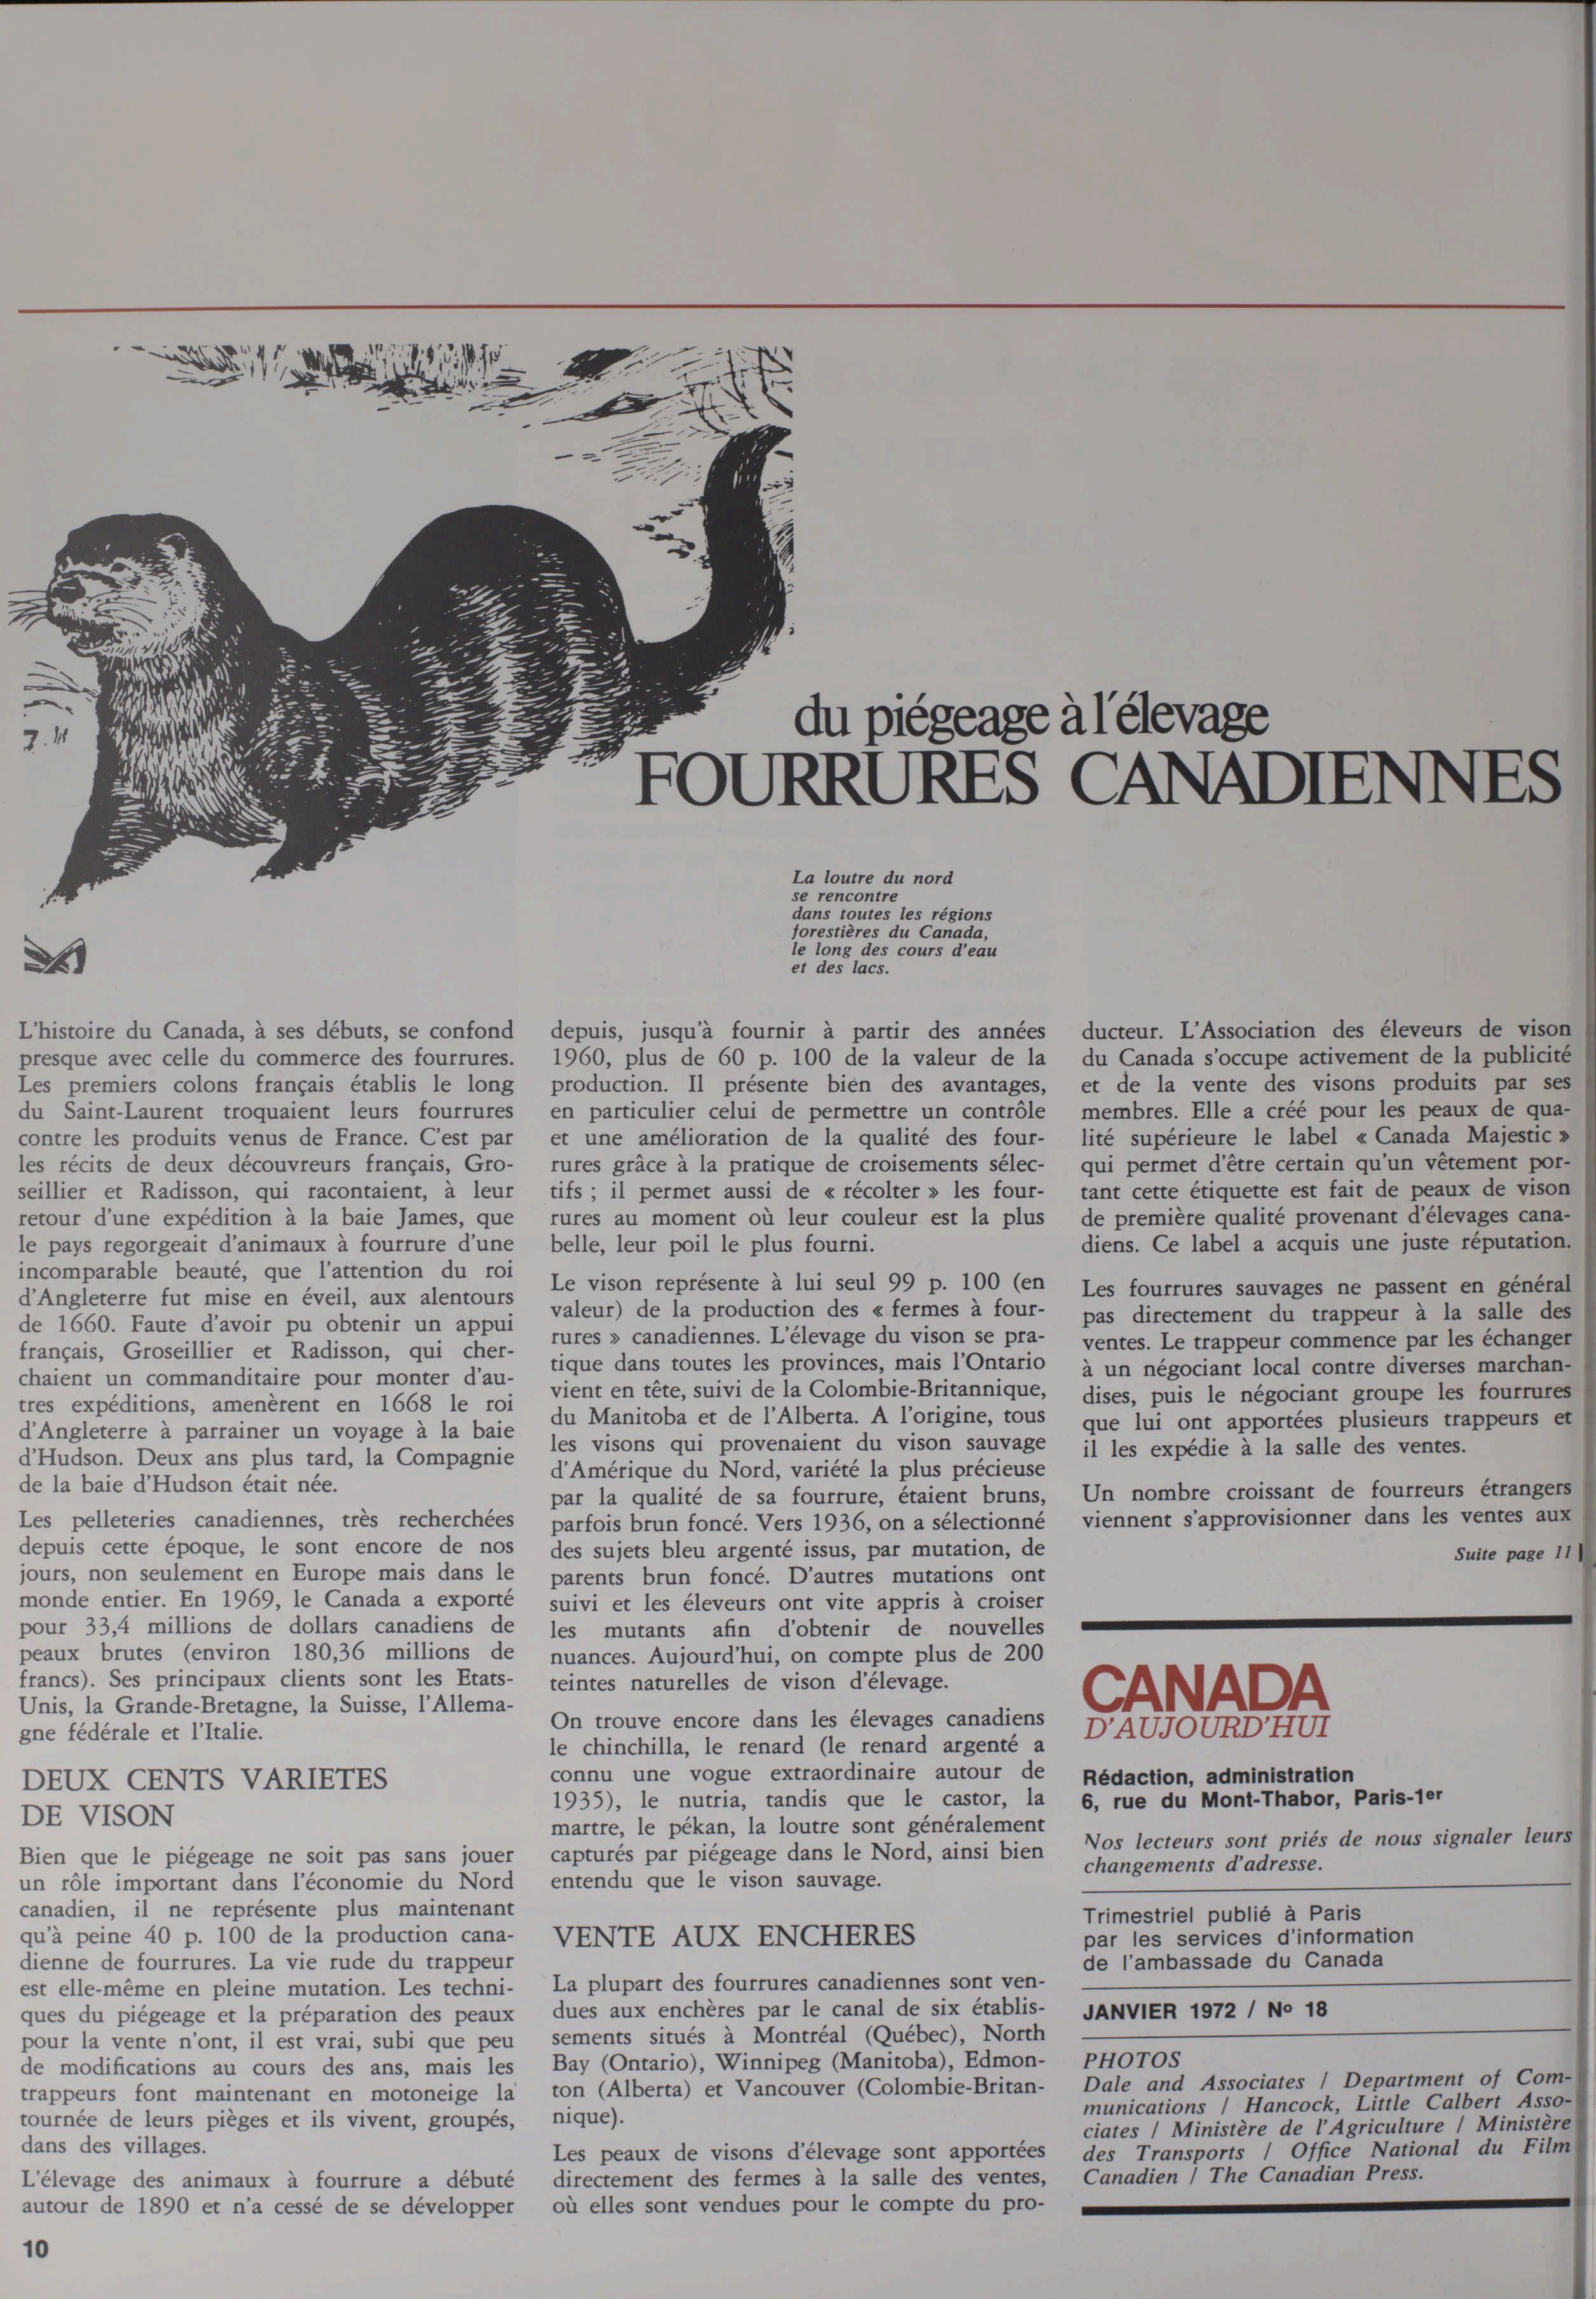 du piégeage à l'élevage
FOURRURES CANADIENNES
La loutre du nord
se rencontre
dans toutes les régions
forestières du Canada,
le long des cours d'eau
et des lacs.
L'histoire du Canada, à ses débuts, se confond
presque avec celle du commerce des fourrures.
Les premiers colons français établis le long
du Saint-Laurent troquaient leurs fourrures
contre les produits venus de France. C'est par
les récits de deux découvreurs français, Gro-
seillier et Radisson, qui racontaient, à leur
retour d'une expédition à la baie James, que
le pays regorgeait d'animaux à fourrure d'une
incomparable beauté, que l'attention du roi
d'Angleterre fut mise en éveil, aux alentours
de 1660. Faute d'avoir pu obtenir un appui
français, Groseillier et Radisson, qui cher-
chaient un commanditaire pour monter d'au-
tres expéditions, amenèrent en 1668 le roi
d'Angleterre à parrainer un voyage à la baie
d'Hudson. Deux ans plus tard, la Compagnie
de la baie d'Hudson était née.
Les pelleteries canadiennes, très recherchées
depuis cette époque, le sont encore de nos
jours, non seulement en Europe mais dans le
monde entier. En 1969, le Canada a exporté
pour 33,4 millions de dollars canadiens de
peaux brutes (environ 180,36 millions de
francs). Ses principaux clients sont les Etats-
Unis, la Grande-Bretagne, la Suisse, l'Allema-
gne fédérale et l'Italie.
DEUX CENTS VARIETES
DE VISON
Bien que le piégeage ne soit pas sans jouer
un rôle important dans l'économie du Nord
canadien, il ne représente plus maintenant
qu'à peine 40 p. 100 de la production cana-
dienne de fourrures. La vie rude du trappeur
est elle-même en pleine mutation. Les techni-
ques du piégeage et la préparation des peaux
pour la vente n'ont, il est vrai, subi que peu
de modifications au cours des ans, mais les
trappeurs font maintenant en motoneige la
tournée de leurs pièges et ils vivent, groupés,
dans des villages.
L'élevage des animaux à fourrure a débuté
autour de 1890 et n'a cessé de se développer
depuis, jusqu'à fournir à partir des années
1960, plus de 60 p. 100 de la valeur de la
production. Il présente bien des avantages,
en particulier celui de permettre un contrôle
et une amélioration de la qualité des four-
rures grâce à la pratique de croisements sélec-
tifs ; il permet aussi de « récolter » les four-
rures au moment où leur couleur est la plus
belle, leur poil le plus fourni.
Le vison représente à lui seul 99 p. 100 (en
valeur) de la production des « fermes à four-
rures » canadiennes. L'élevage du vison se pra-
tique dans toutes les provinces, mais l'Ontario
vient en tête, suivi de la Colombie-Britannique,
du Manitoba et de l'Alberta. A l'origine, tous
les visons qui provenaient du vison sauvage
d'Amérique du Nord, variété la plus précieuse
par la qualité de sa fourrure, étaient bruns,
parfois brun foncé. Vers 1936, on a sélectionné
des sujets bleu argenté issus, par mutation, de
parents brun foncé. D'autres mutations ont
suivi et les éleveurs ont vite appris à croiser
les mutants afin d'obtenir de nouvelles
nuances. Aujourd'hui, on compte plus de 200
teintes naturelles de vison d'élevage.
On trouve encore dans les élevages canadiens
le chinchilla, le renard (le renard argenté a
connu une vogue extraordinaire autour de
1935), le nutria, tandis que le castor, la
martre, le pékan, la loutre sont généralement
capturés par piégeage dans le Nord, ainsi bien
entendu que le vison sauvage.
VENTE AUX ENCHERES
La plupart des fourrures canadiennes sont ven-
dues aux enchères par le canal de six établis-
sements situés à Montréal (Québec), North
Bay (Ontario), Winnipeg (Manitoba), Edmon-
ton (Alberta) et Vancouver (Colombie-Britan-
nique).
Les peaux de visons d'élevage sont apportées
directement des fermes à la salle des ventes,
où elles sont vendues pour le compte du pro-
ducteur. L'Association des éleveurs de vison
du Canada s'occupe activement de la publicité
et de la vente des visons produits par ses
membres. Elle a créé pour les peaux de qua-
lité supérieure le label « Canada Majestic »
qui permet d'être certain qu'un vêtement por-
tant cette étiquette est fait de peaux de vison
de première qualité provenant d'élevages cana-
diens. Ce label a acquis une juste réputation.
Les fourrures sauvages ne passent en général
pas directement du trappeur à la salle des
ventes. Le trappeur commence par les échanger
à un négociant local contre diverses marchan-
dises, puis le négociant groupe les fourrures
que lui ont apportées plusieurs trappeurs et
il les expédie à la salle des ventes.
Un nombre croissant de fourreurs étrangers
viennent s'approvisionner dans les ventes aux
Suite page 11
CANADA
D'AUJOURD'HUI
Rédaction, administration
6, rue du Mont-Thabor, Paris-1er
Nos lecteurs sont priés de nous signaler leurs
changements d'adresse.
Trimestriel publié à Paris
par les services d'information
de l'ambassade du Canada
JANVIER 1972 / Nº 18
PHOTOS
Dale and Associates / Department of Com-
munications / Hancock, Little Calbert Asso-
ciates / Ministère de l'Agriculture / Ministère
des Transports / Office National du Film
Canadien / The Canadian Press.
10